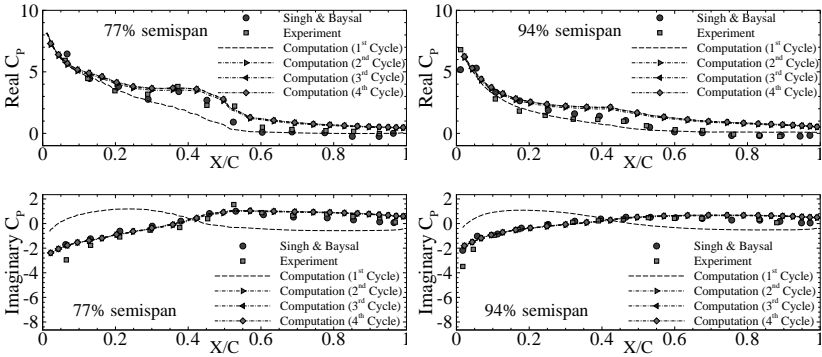 77% semispan
Singh & Baysal
Experiment
Computation (1st Cycle)
Computation (2nd Cycle)
Computation (3rd Cycle)
Computation (4th Cycle)
Real CP
10
5
0
0 0.2 0.4 0.6 0.8 1
X/C
94% semispan
Singh & Baysal
Experiment
Computation (1st Cycle)
Computation (2nd Cycle)
Computation (3rd Cycle)
Computation (4th Cycle)
Real CP
10
5
0
0 0.2 0.4 0.6 0.8 1
X/C
Imaginary CP
2
0
-2
-4
-6
-8
Singh & Baysal
Experiment
Computation (1st Cycle)
Computation (2nd Cycle)
Computation (3rd Cycle)
Computation (4th Cycle)
77% semispan
0 0.2 0.4 0.6 0.8 1
X/C
Imaginary CP
2
0
-2
-4
-6
-8
Singh & Baysal
Experiment
Computation (1st Cycle)
Computation (2nd Cycle)
Computation (3rd Cycle)
Computation (4th Cycle)
94% semispan
0 0.2 0.4 0.6 0.8 1
X/C